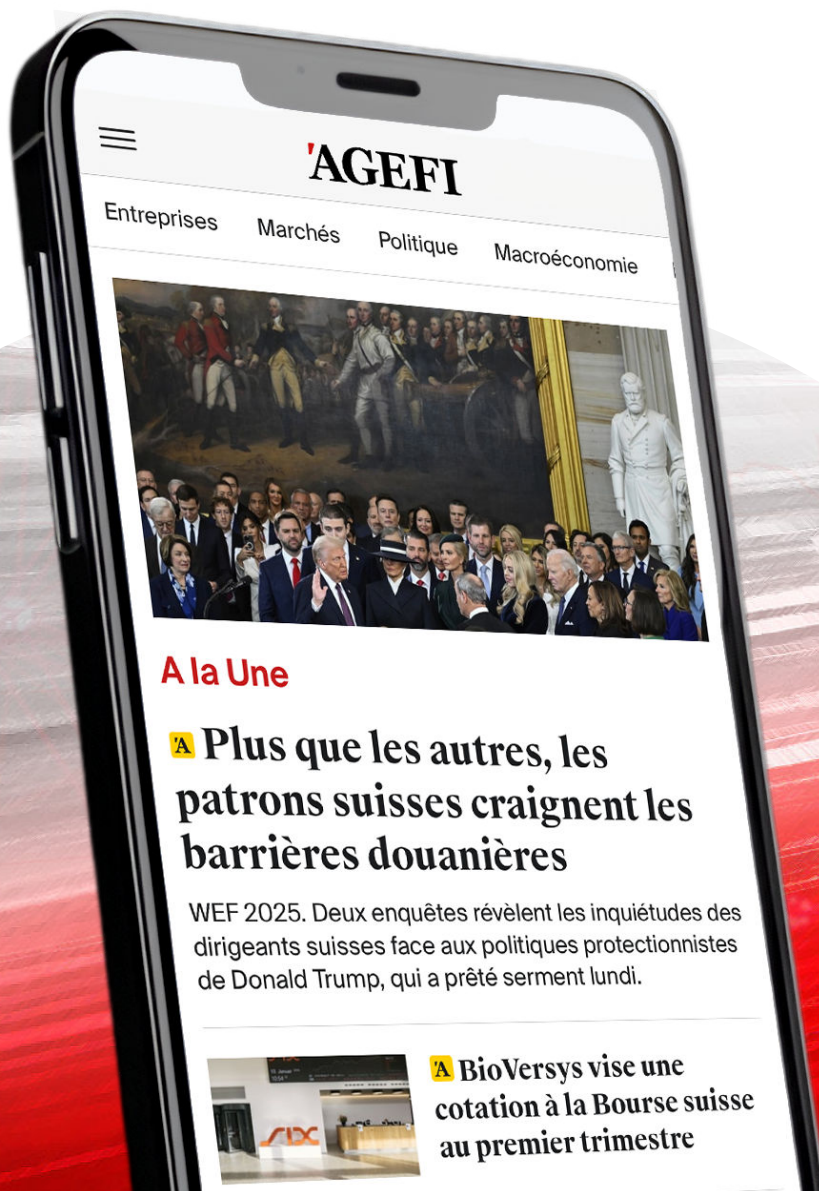 'AGEFI
Entreprises Marchés Politique Macroéconomie
A la Une
'A Plus que les autres, les
patrons suisses craignent les
barrières douanières
WEF 2025. Deux enquêtes révèlent les inquiétudes des
dirigeants suisses face aux politiques protectionnistes
de Donald Trump, qui a prêté serment lundi.
'A BioVersys vise une
cotation à la Bourse suisse
au premier trimestre
SIX